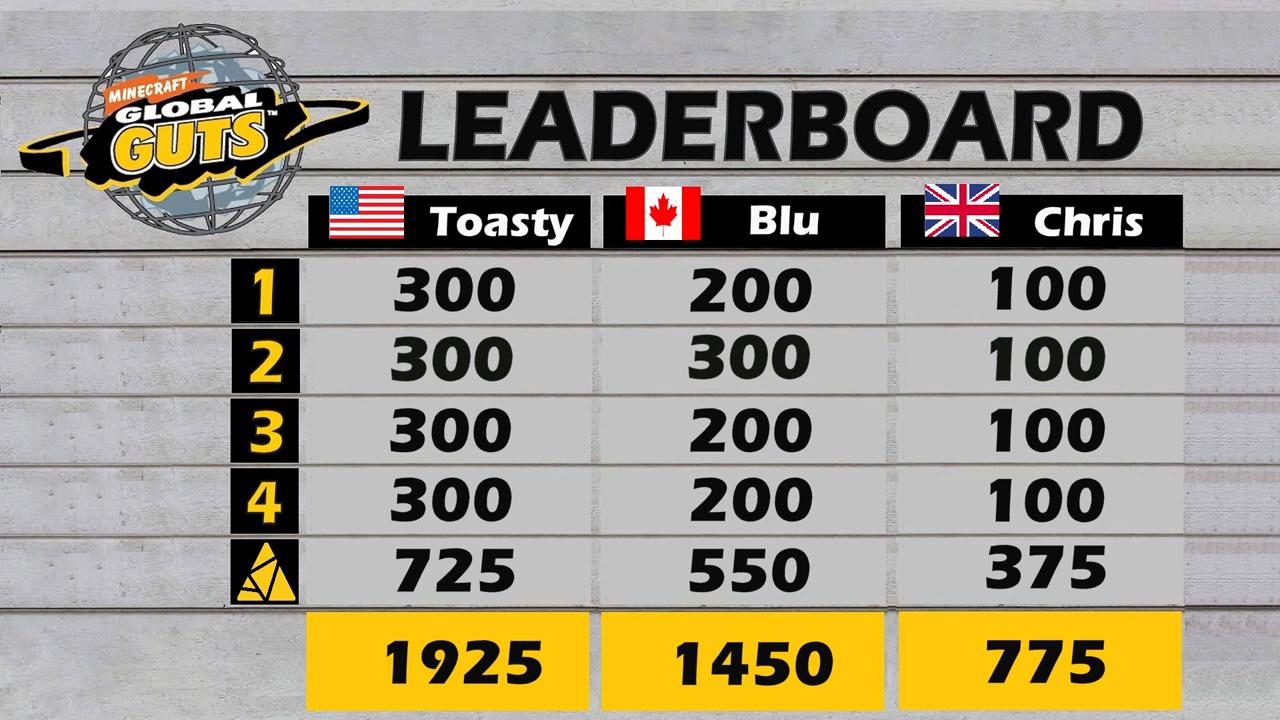 MINECRAFT
GLOBAL
GUTS™
LEADERBOARD
Toasty Blu Chris
1 300 200 100
2 300 300 100
3 300 200 100
4 300 200 100
725 550 375
1925 1450 775